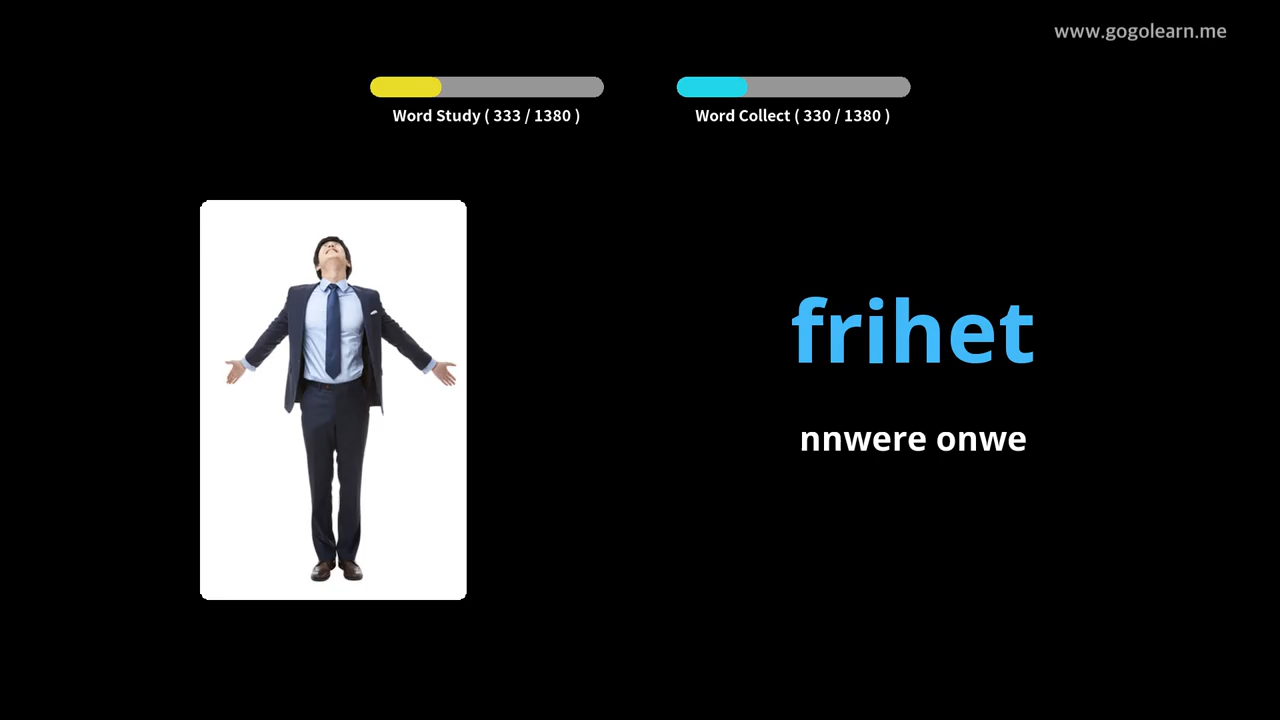 www.gogolearn.me
Word Study ( 333 / 1380 )
Word Collect ( 330 / 1380 )
frihet
nnwere onwe